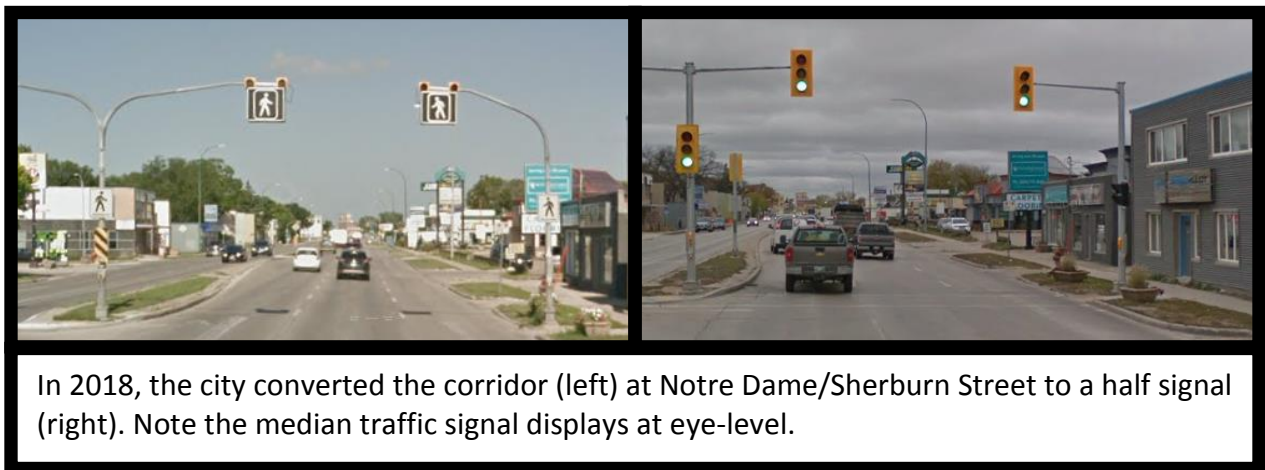 CARPET
In 2018, the city converted the corridor (left) at Notre Dame/Sherburn Street to a half signal
(right). Note the median traffic signal displays at eye-level.